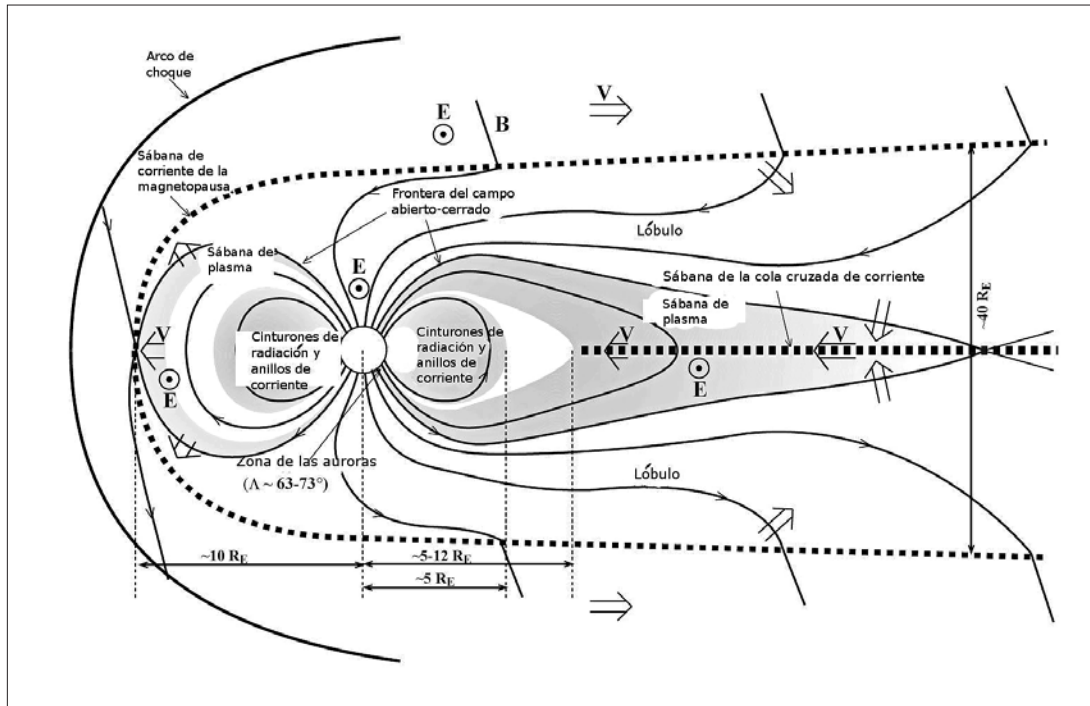 Arco de
choque
V
E
B
Sábana de
corriente de la
magnetopausa
Frontera del campo
abierto-cerrado
Lóbulo
Sábana de
plasma
E
Sábana de la cola cruzada de corriente
Sábana de
plasma
~40 RE
Cinturones de
radiación y
anillos de
corriente
Cinturones de
radiación y
anillos de
corriente
V
V
V
E
E
Zona de las auroras
(Λ ~ 63-73°)
Lóbulo
~10 RE
~5-12 RE
~5 RE